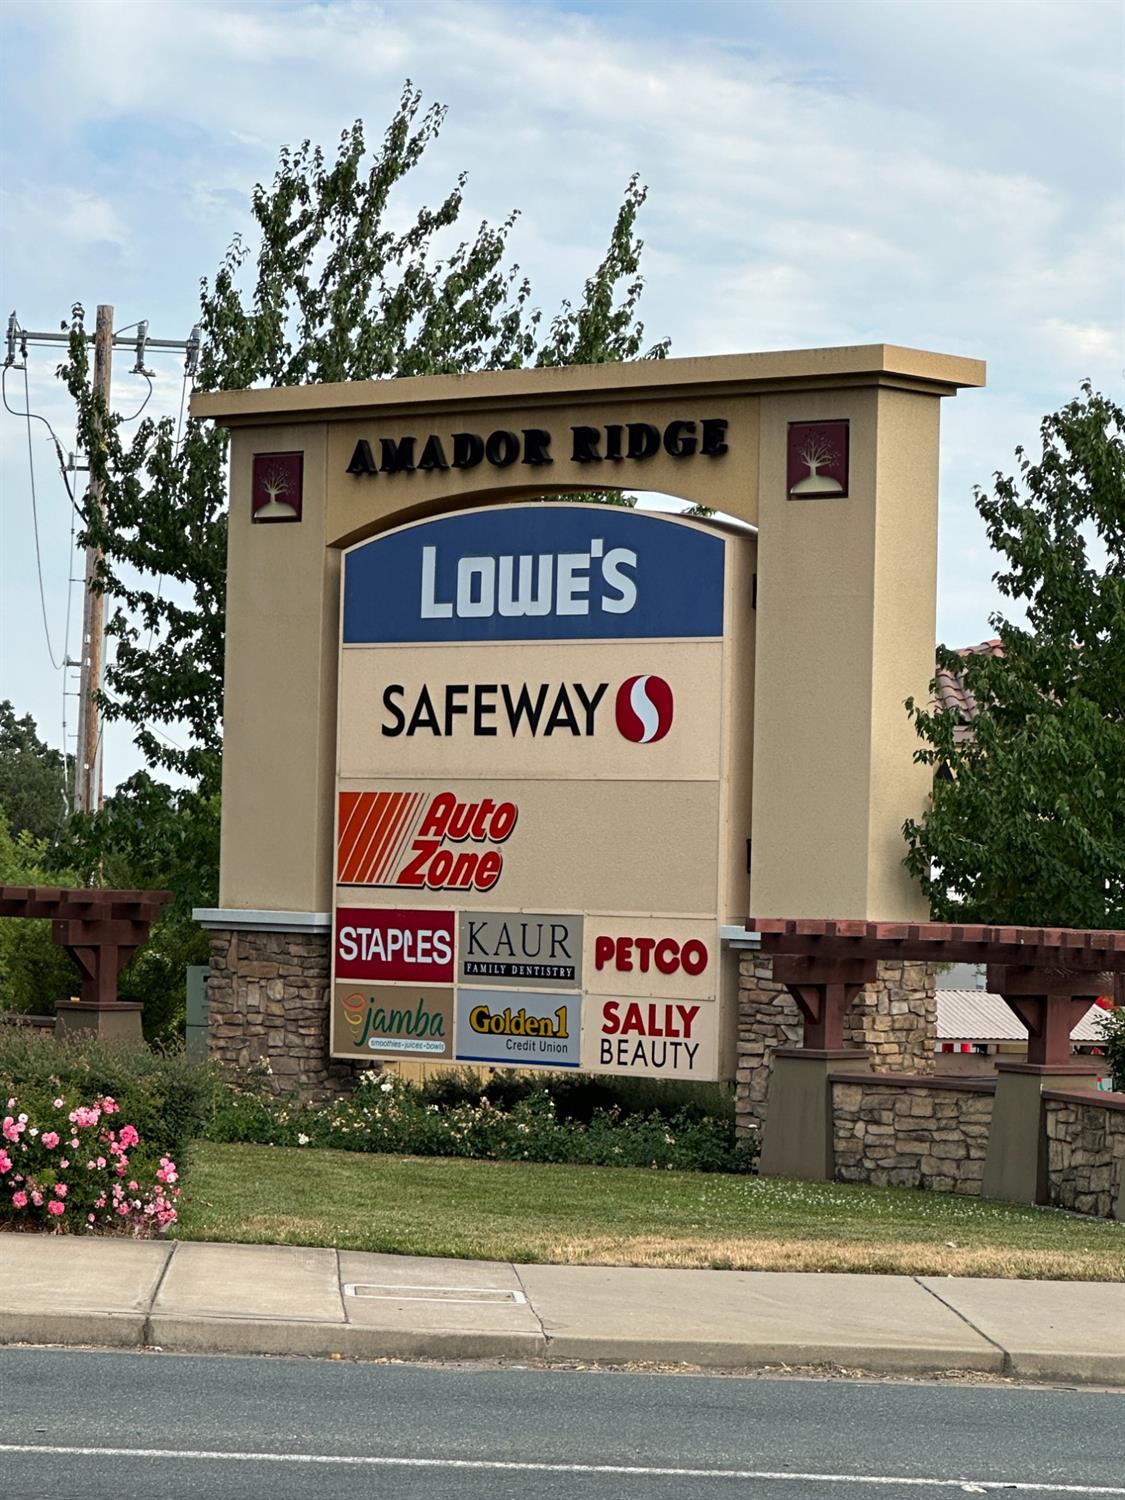 AMADOR RIDGE
LOWE'S
SAFEWAY
Auto
Zone
STAPLES
KAUR
FAMILY DENTISTRY
PETCO
jamba
smoothies•juices•bowls
Golden1
Credit Union
SALLY
BEAUTY